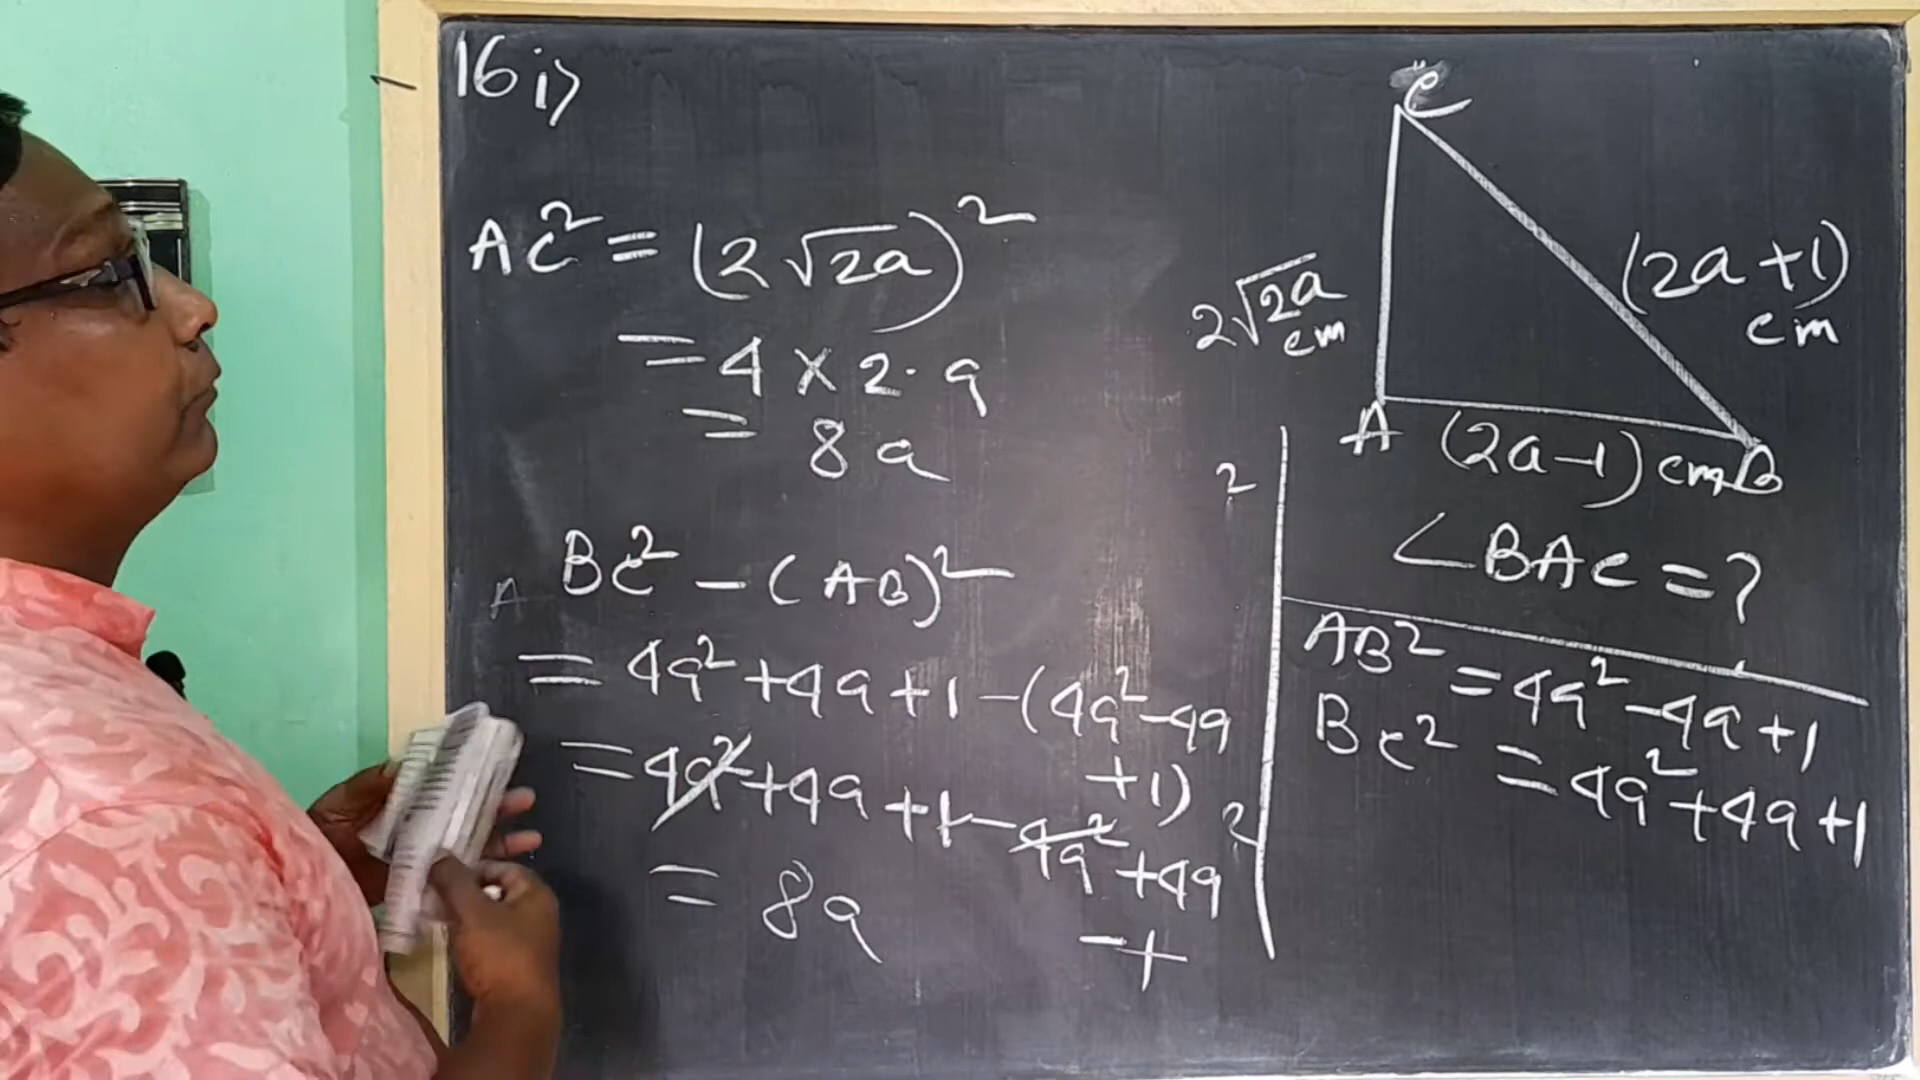 16 i>
AC² = (2√2a)²
= 4 × 2 · a
= 8a
BC² - (AB)²
= 4a² + 4a + 1 - (4a² - 4a
+1)
= 4a² + 4a + 1 - 4a² + 4a
- 1
= 8a
C
2√2a
cm
(2a + 1)
cm
A (2a - 1) cm B
∠BAC = ?
AB² = 4a² - 4a + 1
BC² = 4a² + 4a + 1